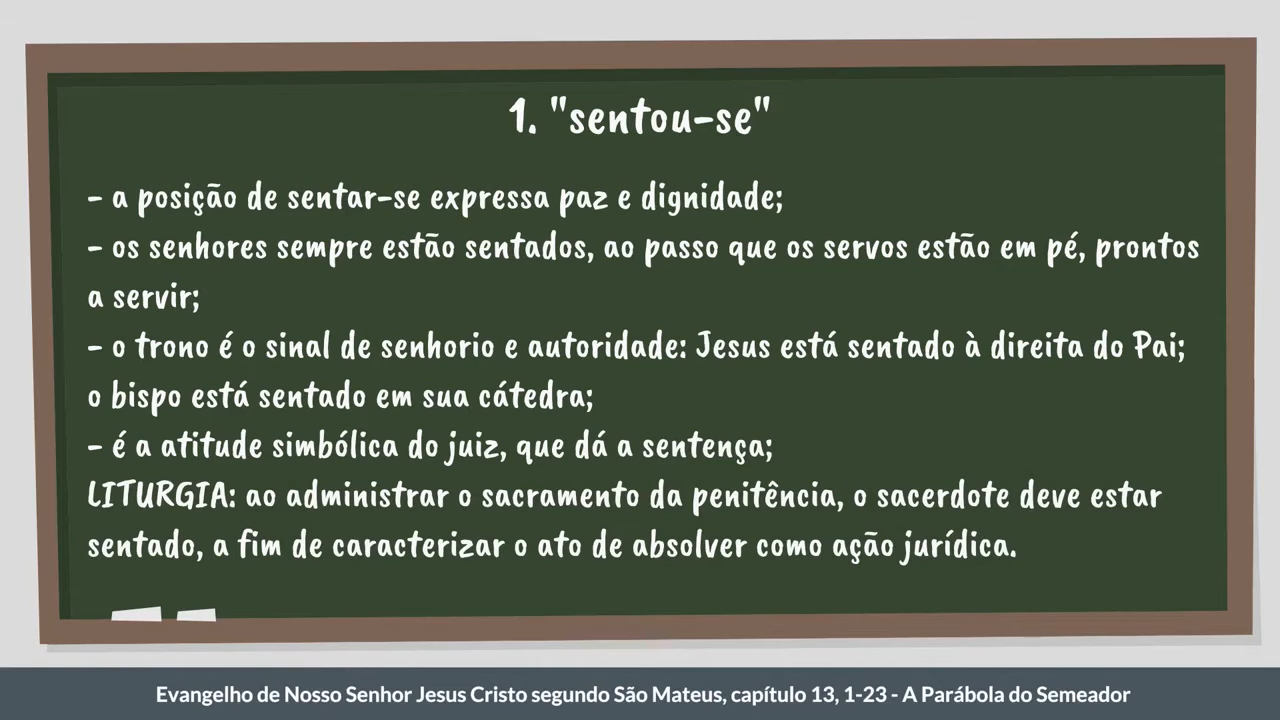 1. "sentou-se"
- a posição de sentar-se expressa paz e dignidade;
- os senhores sempre estão sentados, ao passo que os servos estão em pé, prontos
a servir;
- o trono é o sinal de senhorio e autoridade: Jesus está sentado à direita do Pai;
o bispo está sentado em sua cátedra;
- é a atitude simbólica do juiz, que dá a sentença;
LITURGIA: ao administrar o sacramento da penitência, o sacerdote deve estar
sentado, a fim de caracterizar o ato de absolver como ação jurídica.
Evangelho de Nosso Senhor Jesus Cristo segundo São Mateus, capítulo 13, 1-23 - A Parábola do Semeador